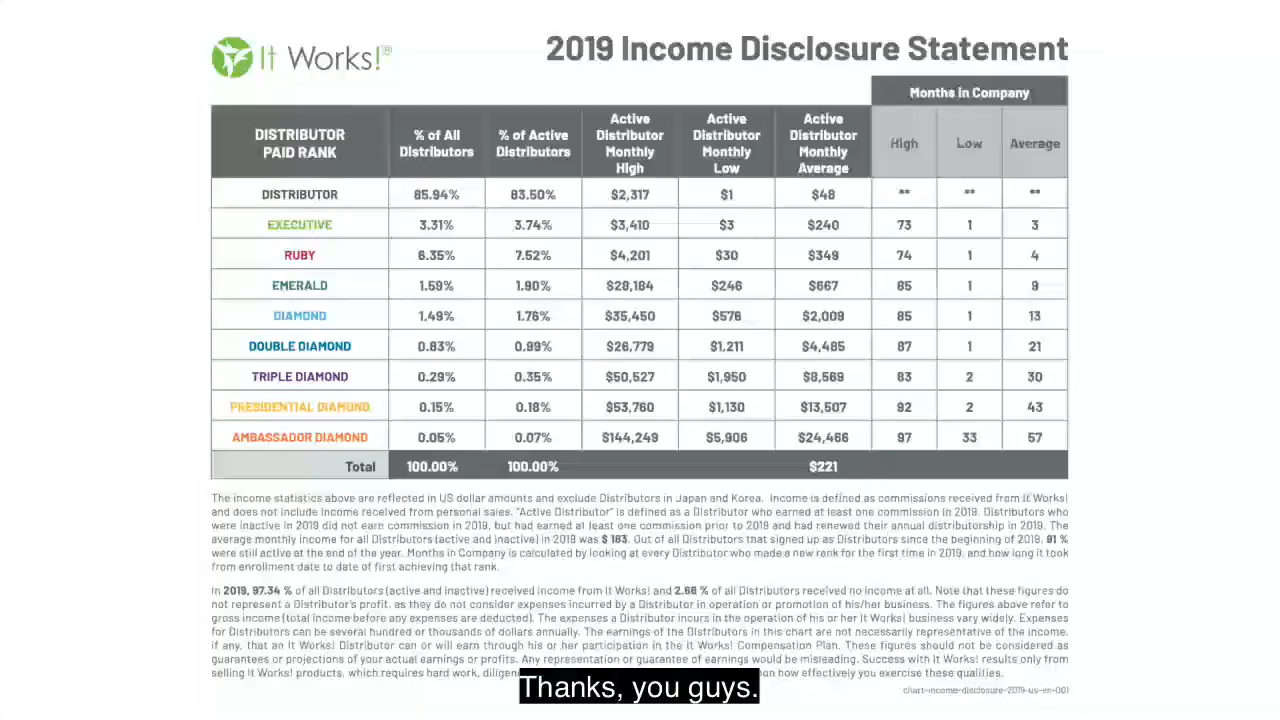 It Works!®
2019 Income Disclosure Statement
Months in Company
DISTRIBUTOR PAID RANK % of All Distributors % of Active Distributors Active Distributor Monthly High Active Distributor Monthly Low Active Distributor Monthly Average High Low Average
DISTRIBUTOR 85.94% 83.50% $2,317 $1 $48 ** ** **
EXECUTIVE 3.31% 3.74% $3,410 $3 $240 73 1 3
RUBY 6.35% 7.52% $4,201 $30 $349 74 1 4
EMERALD 1.59% 1.90% $28,184 $246 $667 85 1 9
DIAMOND 1.49% 1.76% $35,450 $576 $2,009 85 1 13
DOUBLE DIAMOND 0.83% 0.99% $26,779 $1,211 $4,485 87 1 21
TRIPLE DIAMOND 0.29% 0.35% $50,527 $1,950 $8,569 83 2 30
PRESIDENTIAL DIAMOND 0.15% 0.18% $53,760 $1,130 $13,507 92 2 43
AMBASSADOR DIAMOND 0.05% 0.07% $144,249 $5,906 $24,466 97 33 57
Total 100.00% 100.00% $221
The income statistics above are reflected in US dollar amounts and exclude Distributors in Japan and Korea. Income is defined as commissions received from It Works!
and does not include income received from personal sales. "Active Distributor" is defined as a Distributor who earned at least one commission in 2019. Distributors who
were inactive in 2019 did not earn commission in 2019, but had earned at least one commission prior to 2019 and had renewed their annual distributorship in 2019. The
average monthly income for all Distributors (active and inactive) in 2019 was $ 183. Out of all Distributors that signed up as Distributors since the beginning of 2019, 91 %
were still active at the end of the year. Months in Company is calculated by looking at every Distributor who made a new rank for the first time in 2019, and how long it took
from enrollment date to date of first achieving that rank.
In 2019, 97.34 % of all Distributors (active and inactive) received income from It Works! and 2.66 % of all Distributors received no income at all. Note that these figures do
not represent a Distributor's profit, as they do not consider expenses incurred by a Distributor in operation or promotion of his/her business. The figures above refer to
gross income (total income before any expenses are deducted). The expenses a Distributor incurs in the operation of his or her It Works! business vary widely. Expenses
for Distributors can be several hundred or thousands of dollars annually. The earnings of the Distributors in this chart are not necessarily representative of the income,
if any, that an It Works! Distributor can or will earn through his or her participation in the It Works! Compensation Plan. These figures should not be considered as
guarantees or projections of your actual earnings or profits. Any representation or guarantee of earnings would be misleading. Success with It Works! results only from
selling It Works! products, which requires hard work, how effectively you exercise these qualities.
Thanks, you guys.
chart-income-disclosure-2019-us-en-001